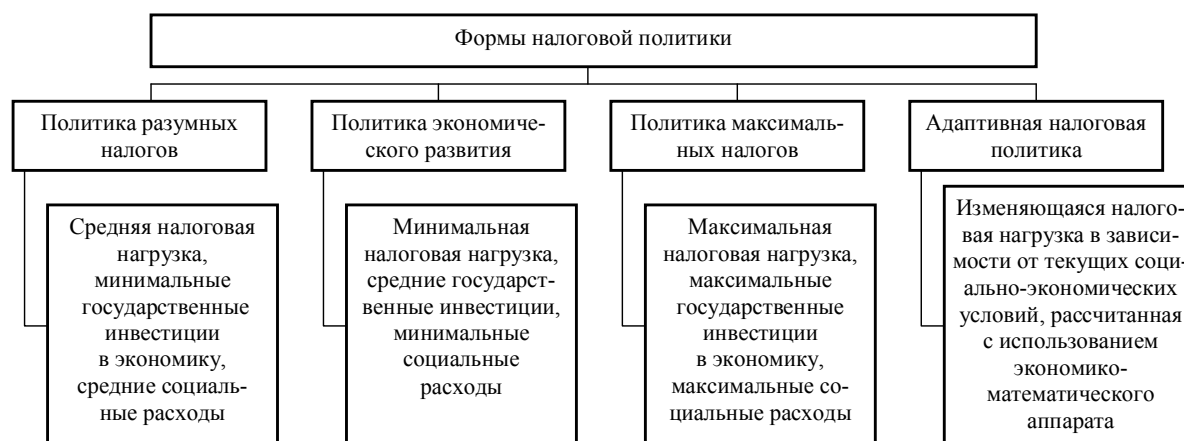 Формы налоговой политики
Политика разумных
налогов
Политика экономиче-
ского развития
Политика максималь-
ных налогов
Адаптивная налоговая
политика
Средняя налоговая
нагрузка,
минимальные
государственные
инвестиции
в экономику,
средние социаль-
ные расходы
Минимальная
налоговая нагрузка,
средние государст-
венные инвестиции,
минимальные
социальные
расходы
Максимальная
налоговая нагрузка,
максимальные
государственные
инвестиции
в экономику,
максимальные со-
циальные расходы
Изменяющаяся налого-
вая нагрузка в зависи-
мости от текущих соци-
ально-экономических
условий, рассчитанная
с использованием
экономико-
математического
аппарата